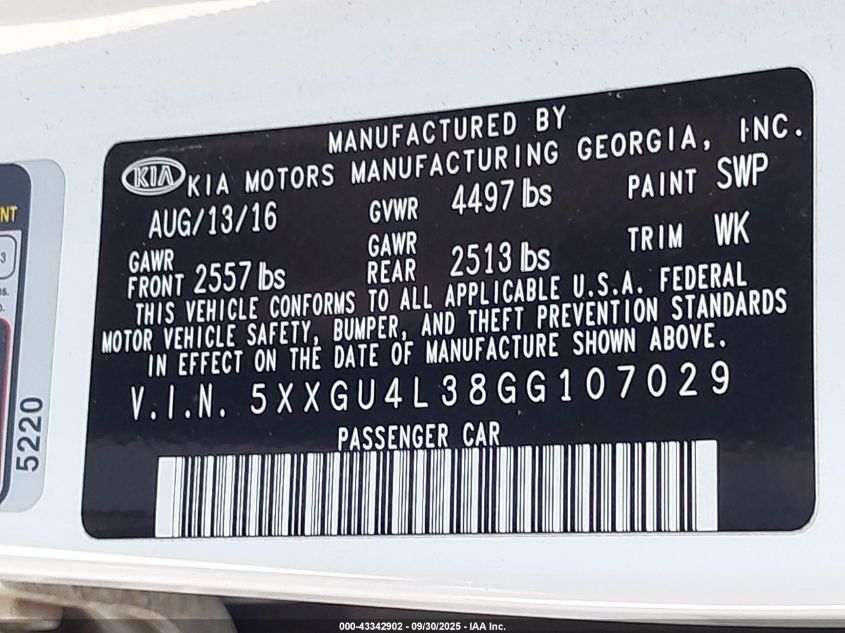 MANUFACTURED BY
KIA KIA MOTORS MANUFACTURING GEORGIA, INC.
AUG/13/16 GVWR 4497 lbs PAINT SWP
GAWR FRONT 2557 lbs GAWR REAR 2513 lbs TRIM WK
THIS VEHICLE CONFORMS TO ALL APPLICABLE U.S.A. FEDERAL
MOTOR VEHICLE SAFETY, BUMPER, AND THEFT PREVENTION STANDARDS
IN EFFECT ON THE DATE OF MANUFACTURE SHOWN ABOVE.
V.I.N. 5XXGU4L38GG107029
PASSENGER CAR
NT
3
5220
000-43342902 - 09/30/2025 - IAA Inc.